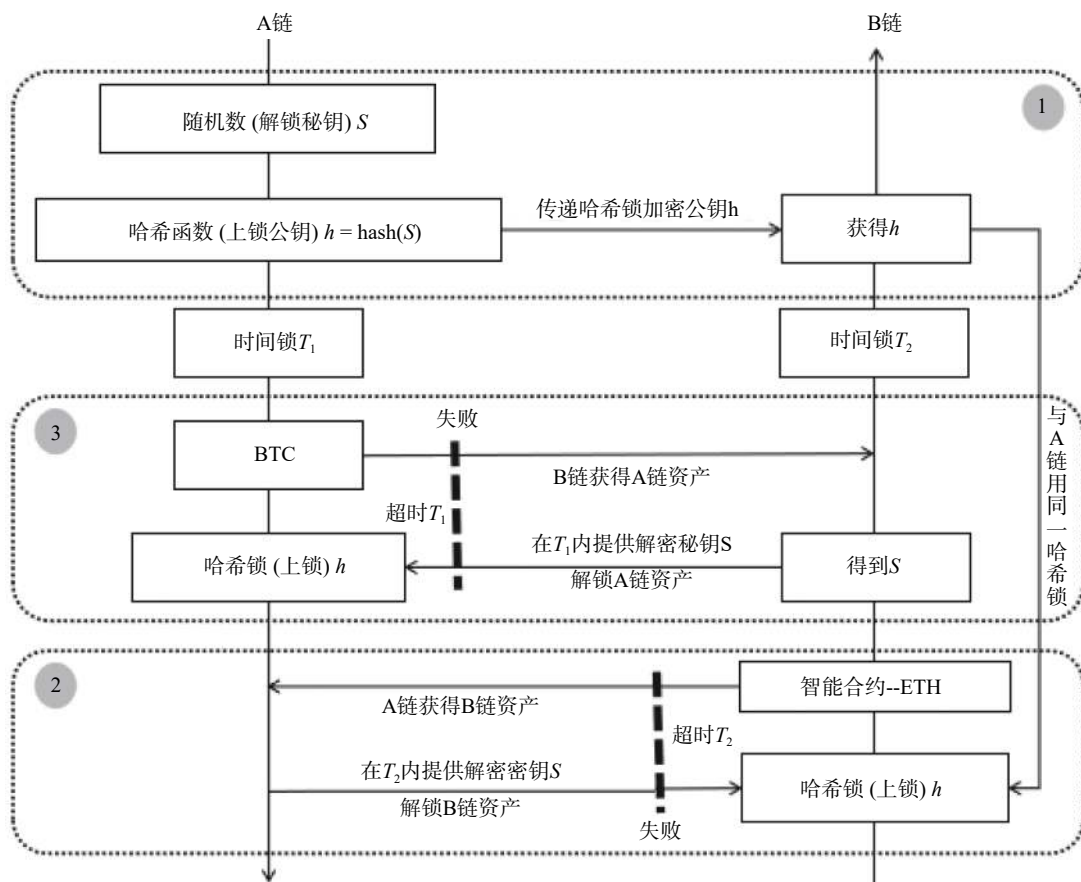 A链
B链
1
随机数 (解锁秘钥) S
传递哈希锁加密公钥h
哈希函数 (上锁公钥) h = hash(S)
获得h
时间锁T₁
时间锁T₂
3
失败
BTC
B链获得A链资产
超时T₁
在T₁内提供解密秘钥S
哈希锁 (上锁) h
解锁A链资产
得到S
与A链用同一哈希锁
2
智能合约--ETH
A链获得B链资产
超时T₂
在T₂内提供解密密钥S
哈希锁 (上锁) h
解锁B链资产
失败